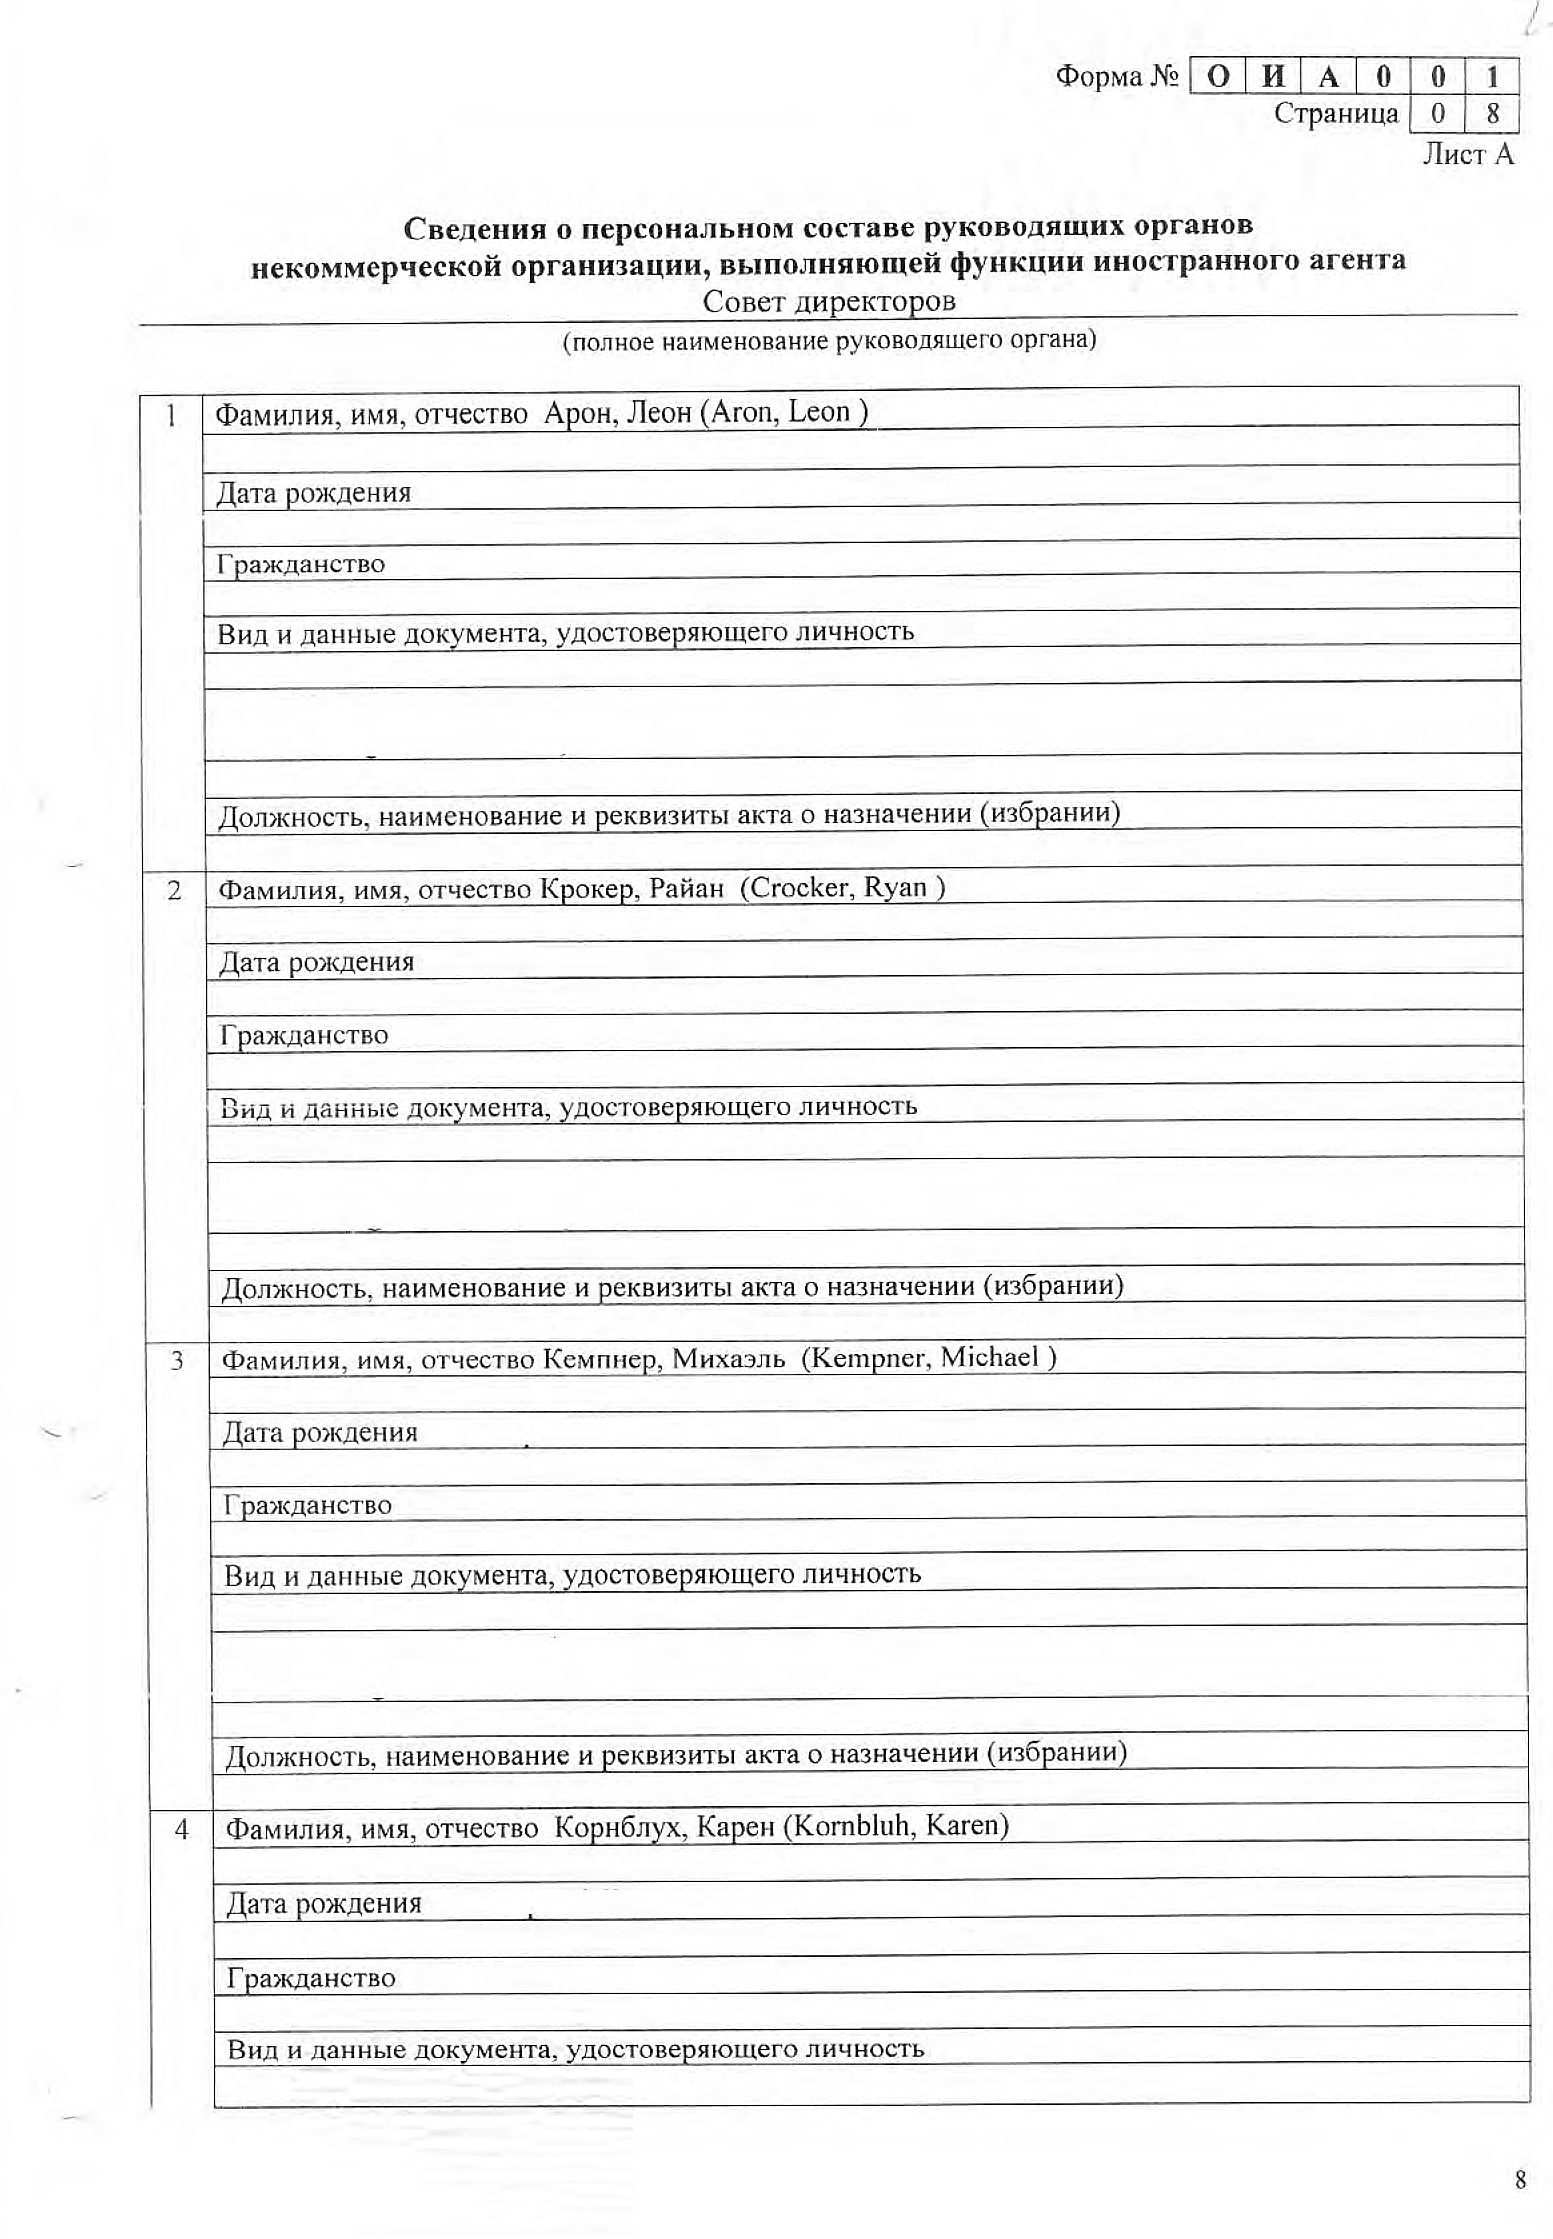 Форма № О И А 0 0 1
Страница 0 8
Лист А
Сведения о персональном составе руководящих органов
некоммерческой организации, выполняющей функции иностранного агента
Совет директоров
(полное наименование руководящего органа)
1 Фамилия, имя, отчество Арон, Леон (Aron, Leon )
Дата рождения
Гражданство
Вид и данные документа, удостоверяющего личность
Должность, наименование и реквизиты акта о назначении (избрании)
2 Фамилия, имя, отчество Крокер, Райан (Crocker, Ryan )
Дата рождения
Гражданство
Вид и данные документа, удостоверяющего личность
Должность, наименование и реквизиты акта о назначении (избрании)
3 Фамилия, имя, отчество Кемпнер, Михаэль (Kempner, Michael )
Дата рождения
Гражданство
Вид и данные документа, удостоверяющего личность
Должность, наименование и реквизиты акта о назначении (избрании)
4 Фамилия, имя, отчество Корнблух, Карен (Kornbluh, Karen)
Дата рождения
Гражданство
Вид и данные документа, удостоверяющего личность
8